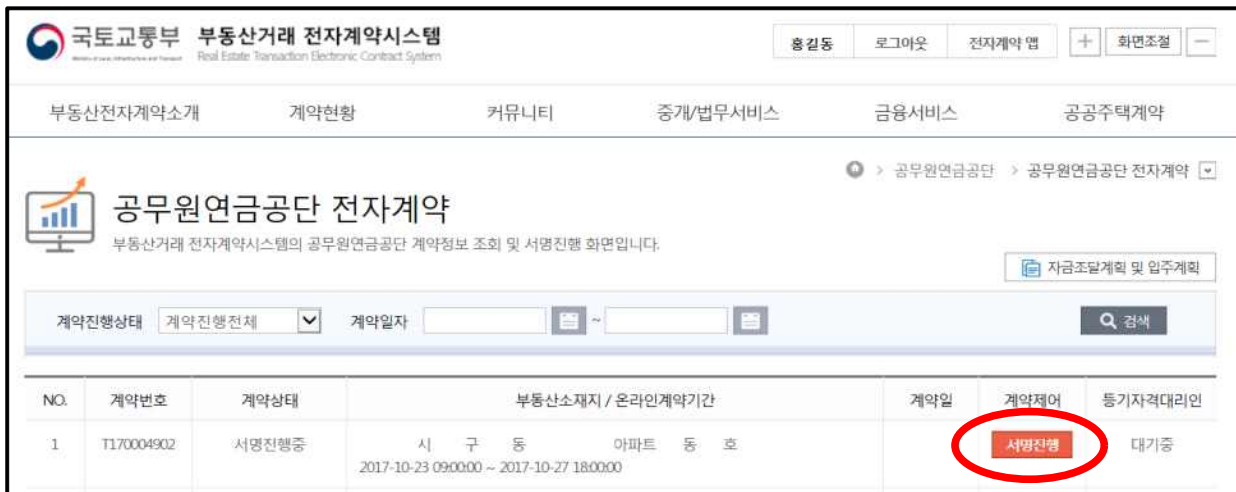 국토교통부 부동산거래 전자계약시스템
Real Estate Transaction Electronic Contract System
홍길동 로그아웃 전자계약 앱 + 화면조절 －
부동산전자계약소개 계약현황 커뮤니티 중개/법무서비스 금융서비스 공공주택계약
> 공무원연금공단 > 공무원연금공단 전자계약
공무원연금공단 전자계약
부동산거래 전자계약시스템의 공무원연금공단 계약정보 조회 및 서명진행 화면입니다.
자금조달계획 및 입주계획
계약진행상태 계약진행전체 계약일자 ~ 검색
NO. 계약번호 계약상태 부동산소재지 / 온라인계약기간 계약일 계약제어 등기자격대리인
1 T170004902 서명진행중 시 구 동 아파트 동 호 서명진행 대기중
2017-10-23 09:00:00 ~ 2017-10-27 18:00:00